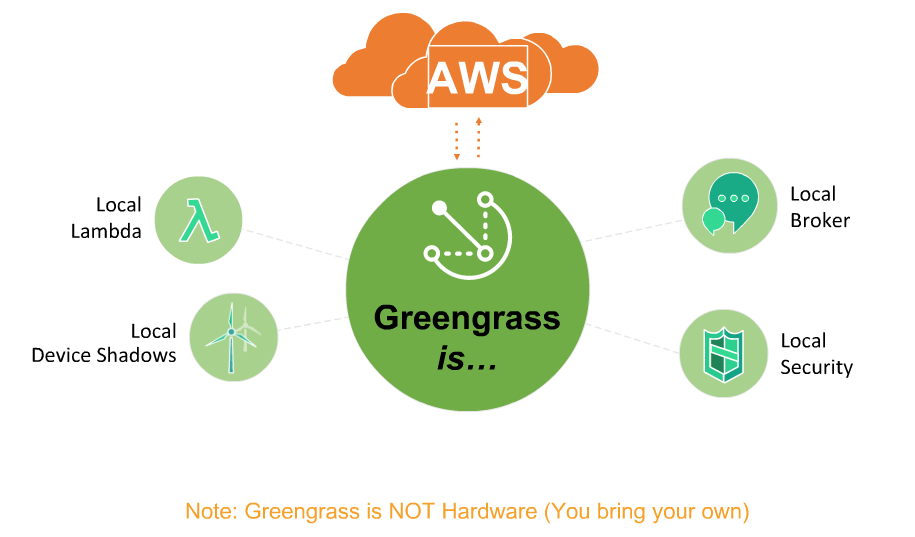 AWS
Local
Lambda
Local
Broker
Greengrass
is...
Local
Device Shadows
Local
Security
Note: Greengrass is NOT Hardware (You bring your own)